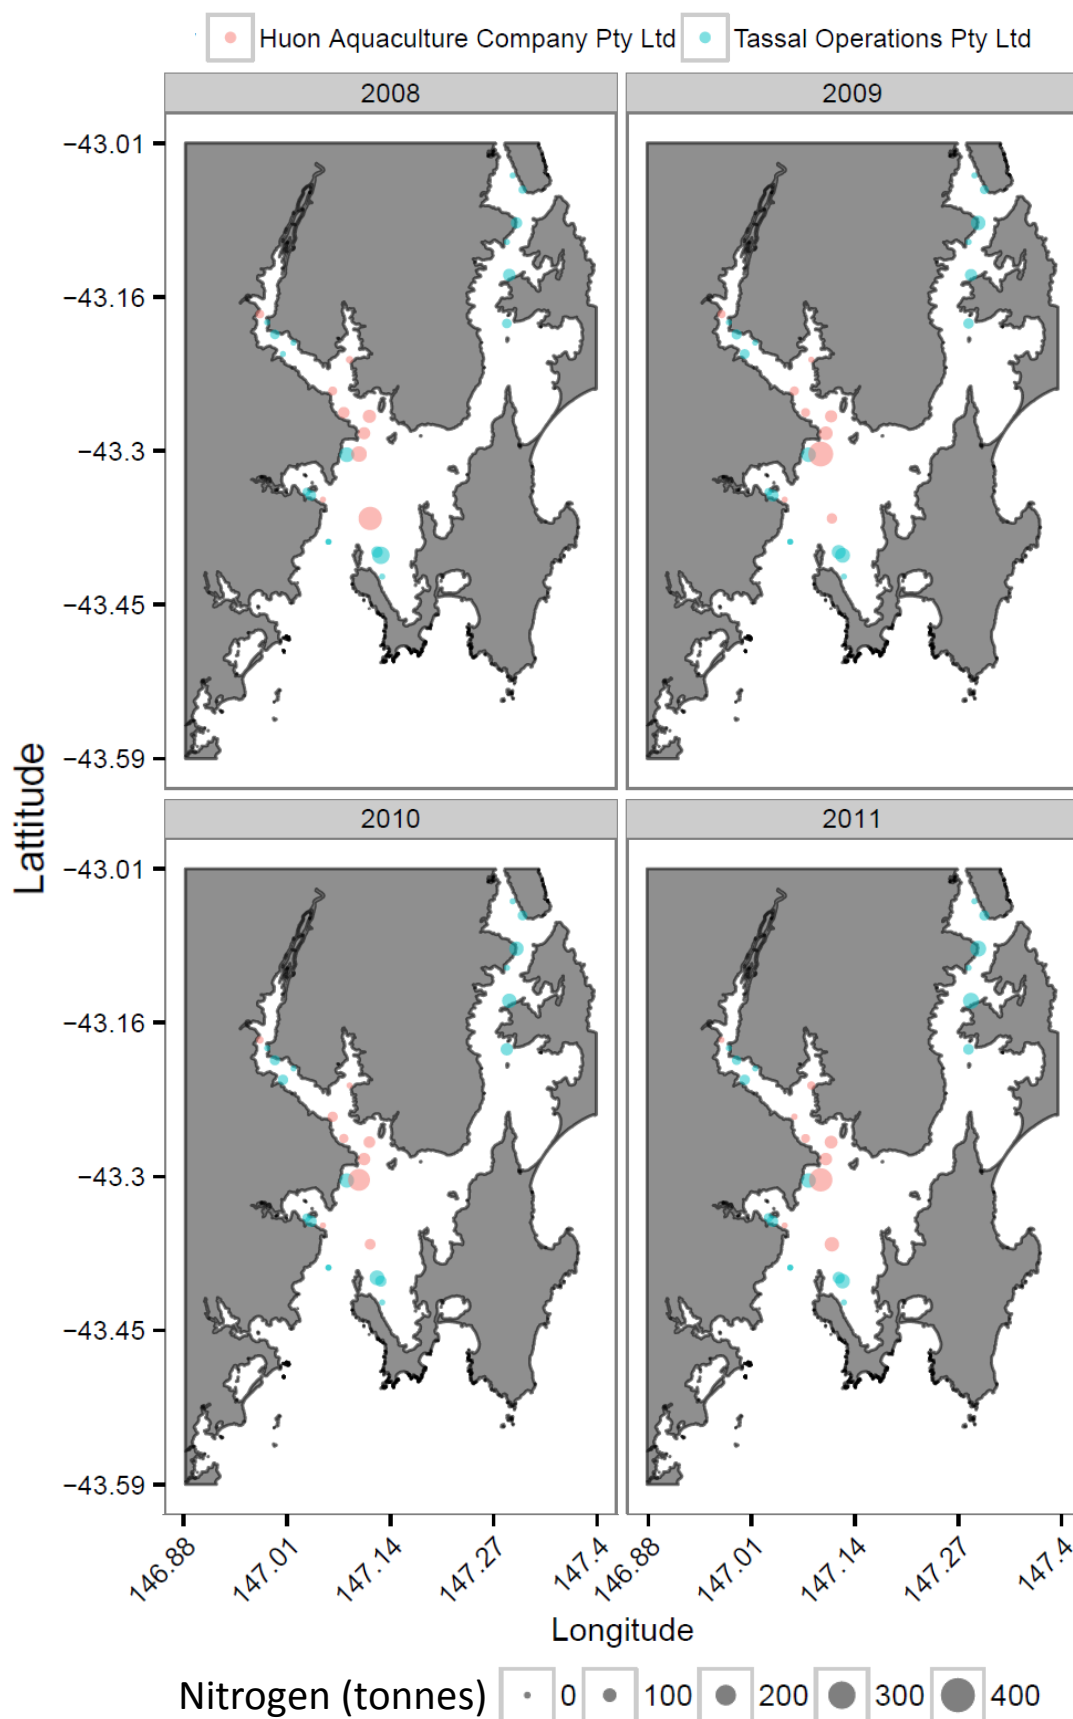 Huon Aquaculture Company Pty Ltd Tassal Operations Pty Ltd
2008 2009
−43.01
−43.16
−43.3
−43.45
−43.59
Lattitude
2010 2011
−43.01
−43.16
−43.3
−43.45
−43.59
146.88 147.01 147.14 147.27 147.4 146.88 147.01 147.14 147.27 147.4
Longitude
Nitrogen (tonnes) 0 100 200 300 400